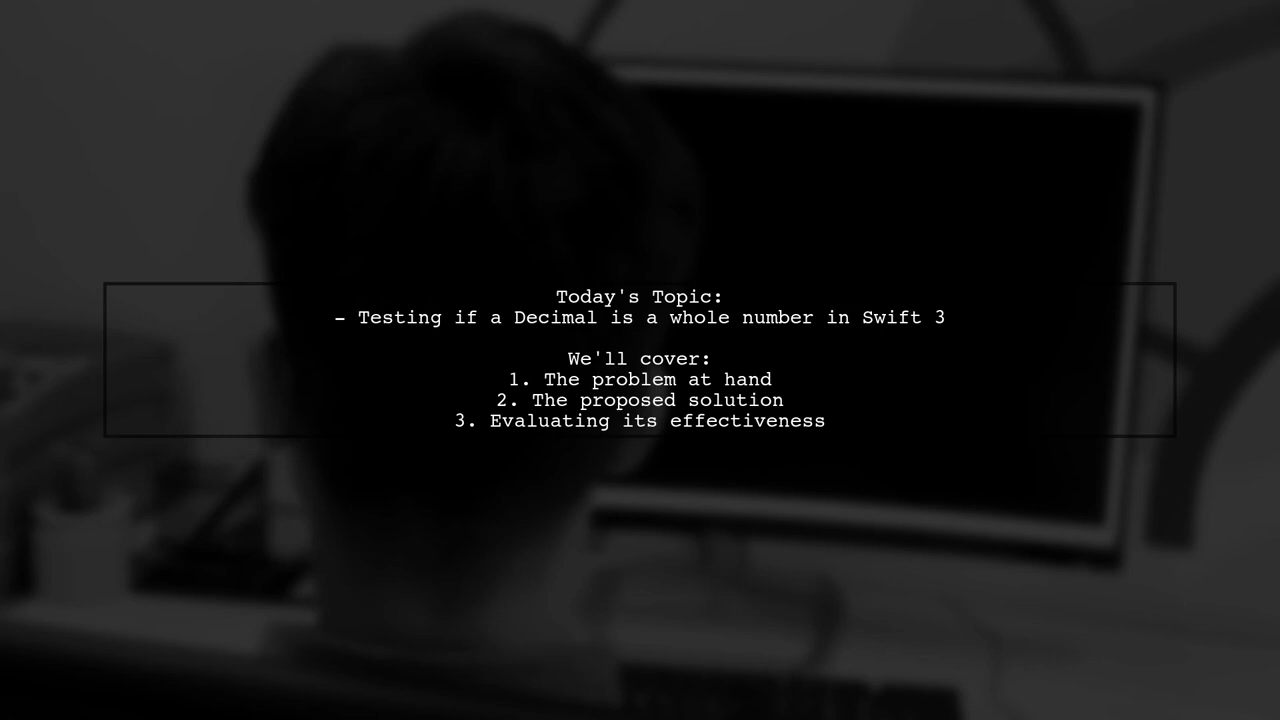 Today's Topic:
- Testing if a Decimal is a whole number in Swift 3
We'll cover:
1. The problem at hand
2. The proposed solution
3. Evaluating its effectiveness